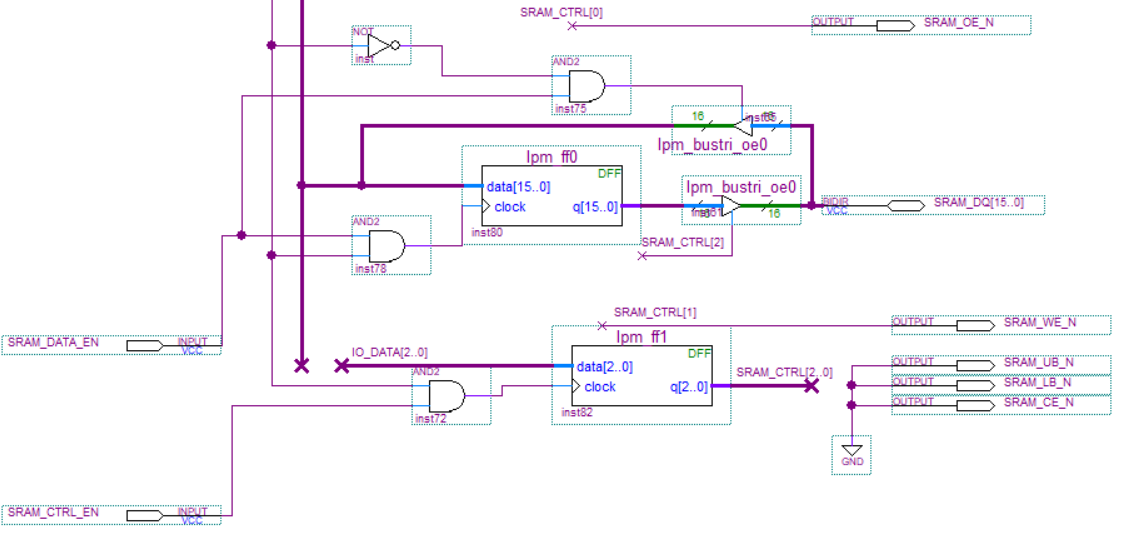 SRAM_CTRL[0]
OUTPUT
SRAM_OE_N
NOT
inst
AND2
inst75
16
16
inst65
lpm_bustri_oe0
lpm_ff0
DFF
data[15..0]
clock
q[15..0]
inst80
lpm_bustri_oe0
16
16
inst81
BIDIR
VCC
SRAM_DQ[15..0]
AND2
inst78
SRAM_CTRL[2]
SRAM_DATA_EN
INPUT
VCC
SRAM_CTRL[1]
OUTPUT
SRAM_WE_N
lpm_ff1
IO_DATA[2..0]
DFF
data[2..0]
clock
q[2..0]
inst82
SRAM_CTRL[2..0]
AND2
inst72
OUTPUT
SRAM_UB_N
OUTPUT
SRAM_LB_N
OUTPUT
SRAM_CE_N
GND
SRAM_CTRL_EN
INPUT
VCC